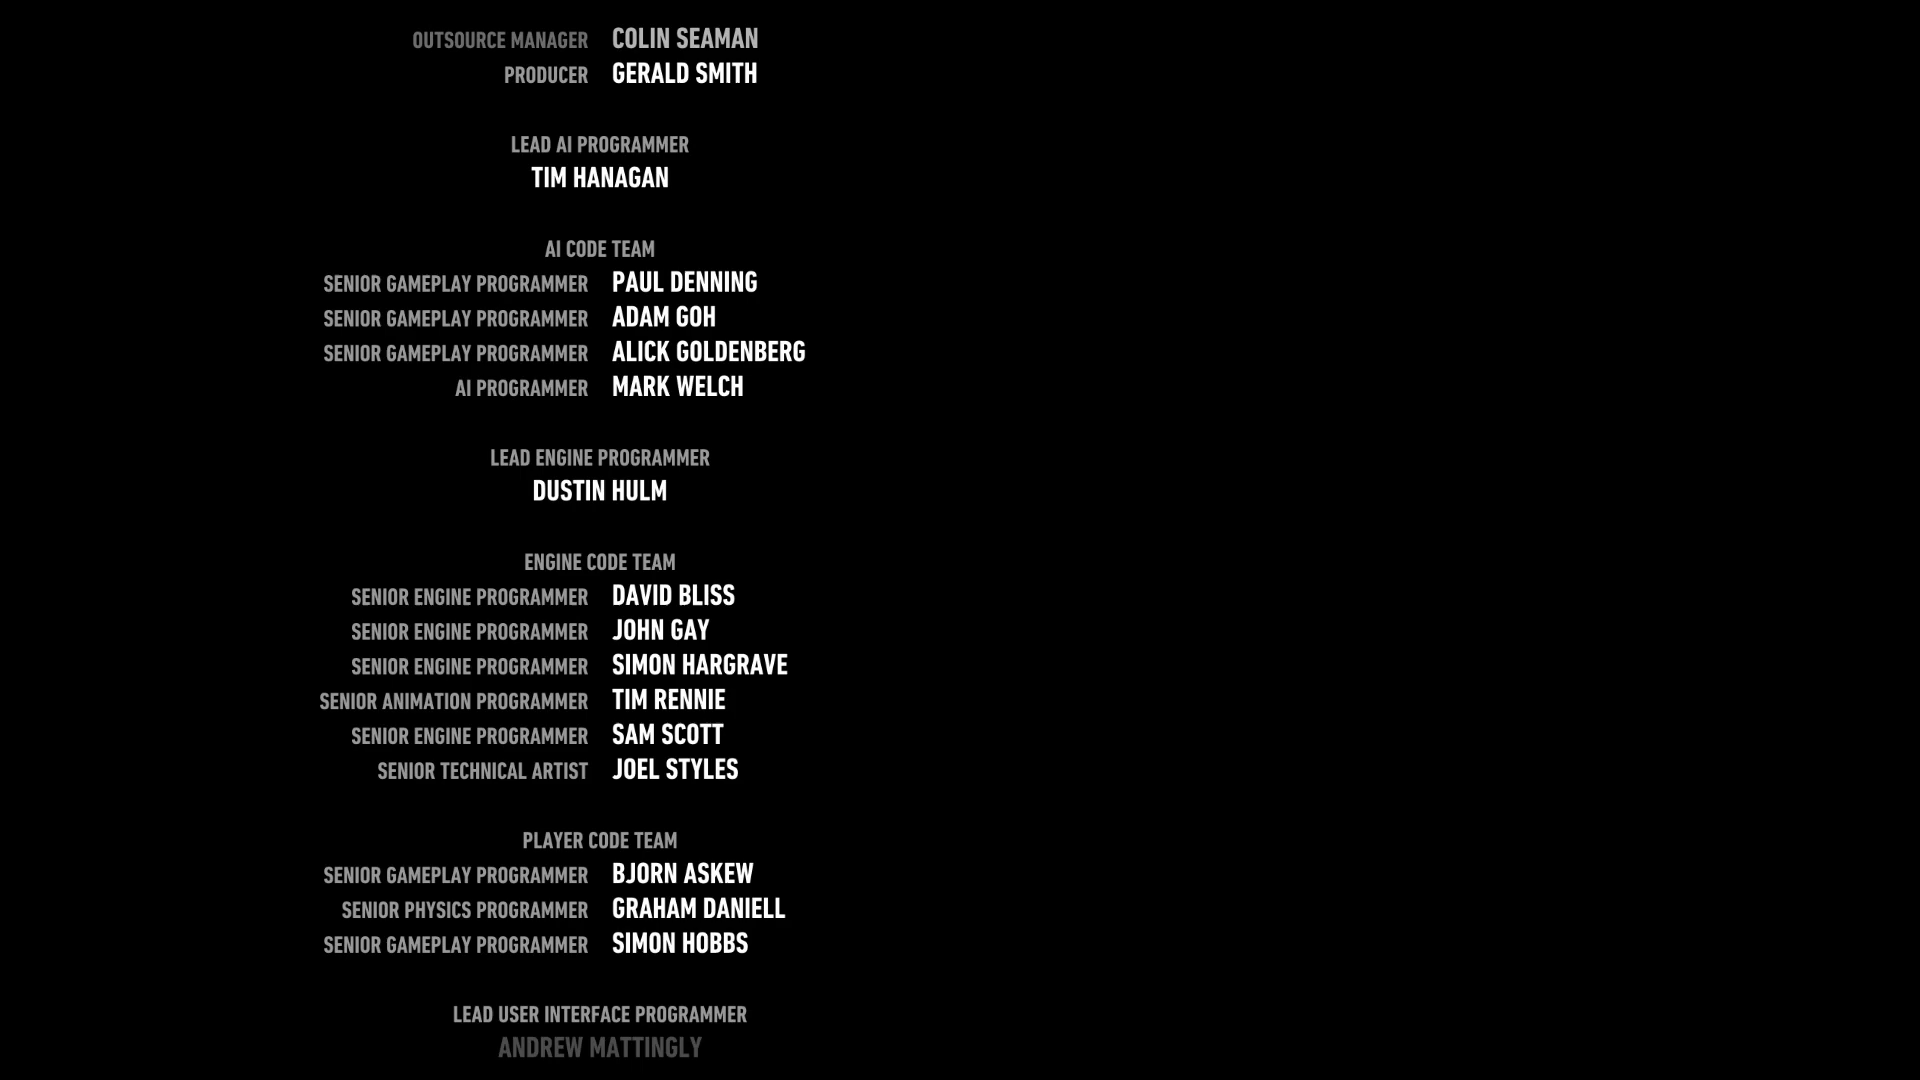 OUTSOURCE MANAGER COLIN SEAMAN
PRODUCER GERALD SMITH
LEAD AI PROGRAMMER
TIM HANAGAN
AI CODE TEAM
SENIOR GAMEPLAY PROGRAMMER PAUL DENNING
SENIOR GAMEPLAY PROGRAMMER ADAM GOH
SENIOR GAMEPLAY PROGRAMMER ALICK GOLDENBERG
AI PROGRAMMER MARK WELCH
LEAD ENGINE PROGRAMMER
DUSTIN HULM
ENGINE CODE TEAM
SENIOR ENGINE PROGRAMMER DAVID BLISS
SENIOR ENGINE PROGRAMMER JOHN GAY
SENIOR ENGINE PROGRAMMER SIMON HARGRAVE
SENIOR ANIMATION PROGRAMMER TIM RENNIE
SENIOR ENGINE PROGRAMMER SAM SCOTT
SENIOR TECHNICAL ARTIST JOEL STYLES
PLAYER CODE TEAM
SENIOR GAMEPLAY PROGRAMMER BJORN ASKEW
SENIOR PHYSICS PROGRAMMER GRAHAM DANIELL
SENIOR GAMEPLAY PROGRAMMER SIMON HOBBS
LEAD USER INTERFACE PROGRAMMER
ANDREW MATTINGLY